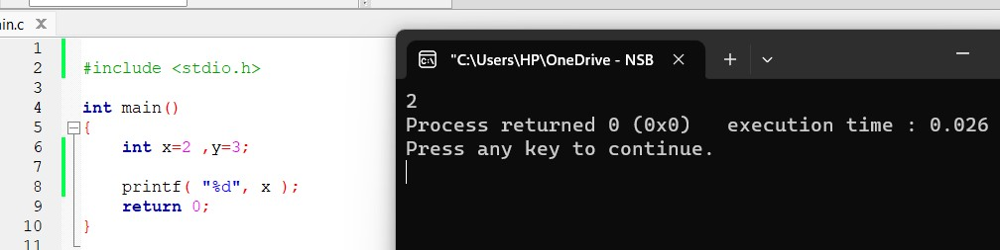 in.c X
1
2 #include <stdio.h>
3
4 int main()
5 {
6 int x=2 ,y=3;
7
8 printf( "%d", x );
9 return 0;
10 }
11
"C:\Users\HP\OneDrive - NSB
2
Process returned 0 (0x0)   execution time : 0.026
Press any key to continue.